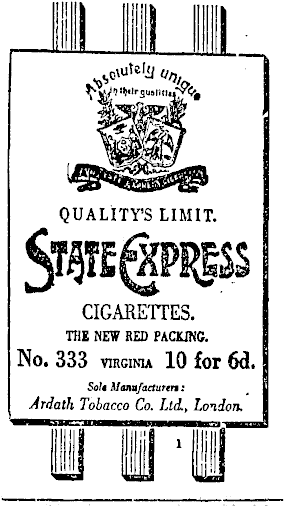 Absolutely unique
in their qualities
QUALITY'S LIMIT.
STATE EXPRESS
CIGARETTES.
THE NEW RED PACKING.
No. 333 VIRGINIA 10 for 6d.
Sole Manufacturers:
Ardath Tobacco Co. Ltd., London.
1